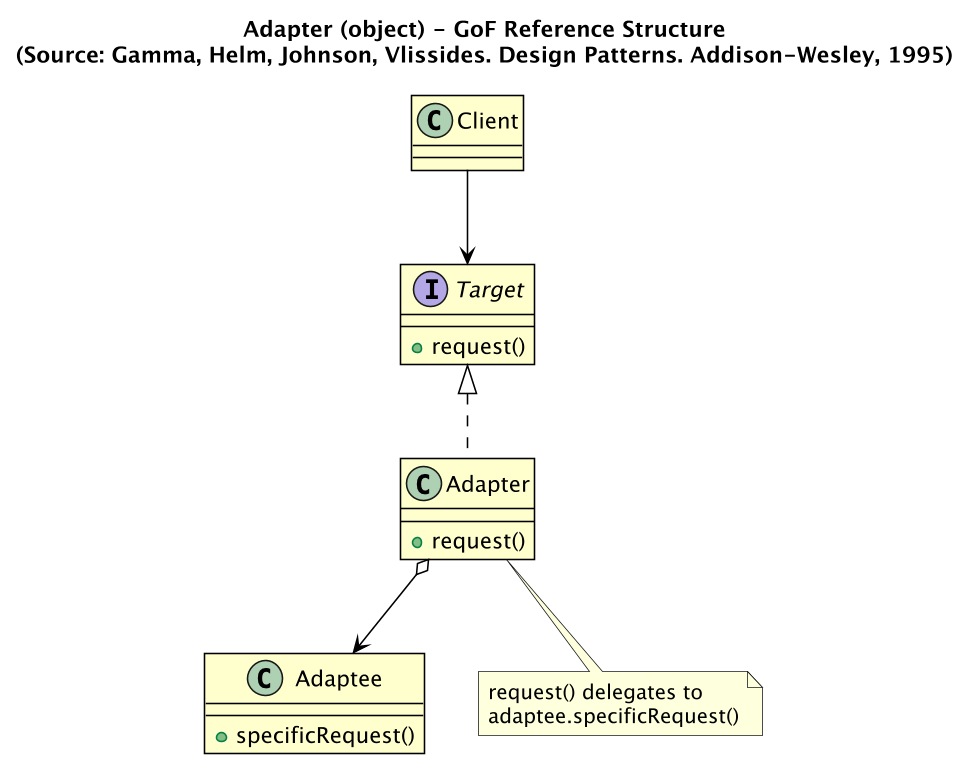 Adapter (object) – GoF Reference Structure
(Source: Gamma, Helm, Johnson, Vlissides. Design Patterns. Addison–Wesley, 1995)
C Client
I Target
request()
C Adapter
request()
C Adaptee
specificRequest()
request() delegates to
adaptee.specificRequest()